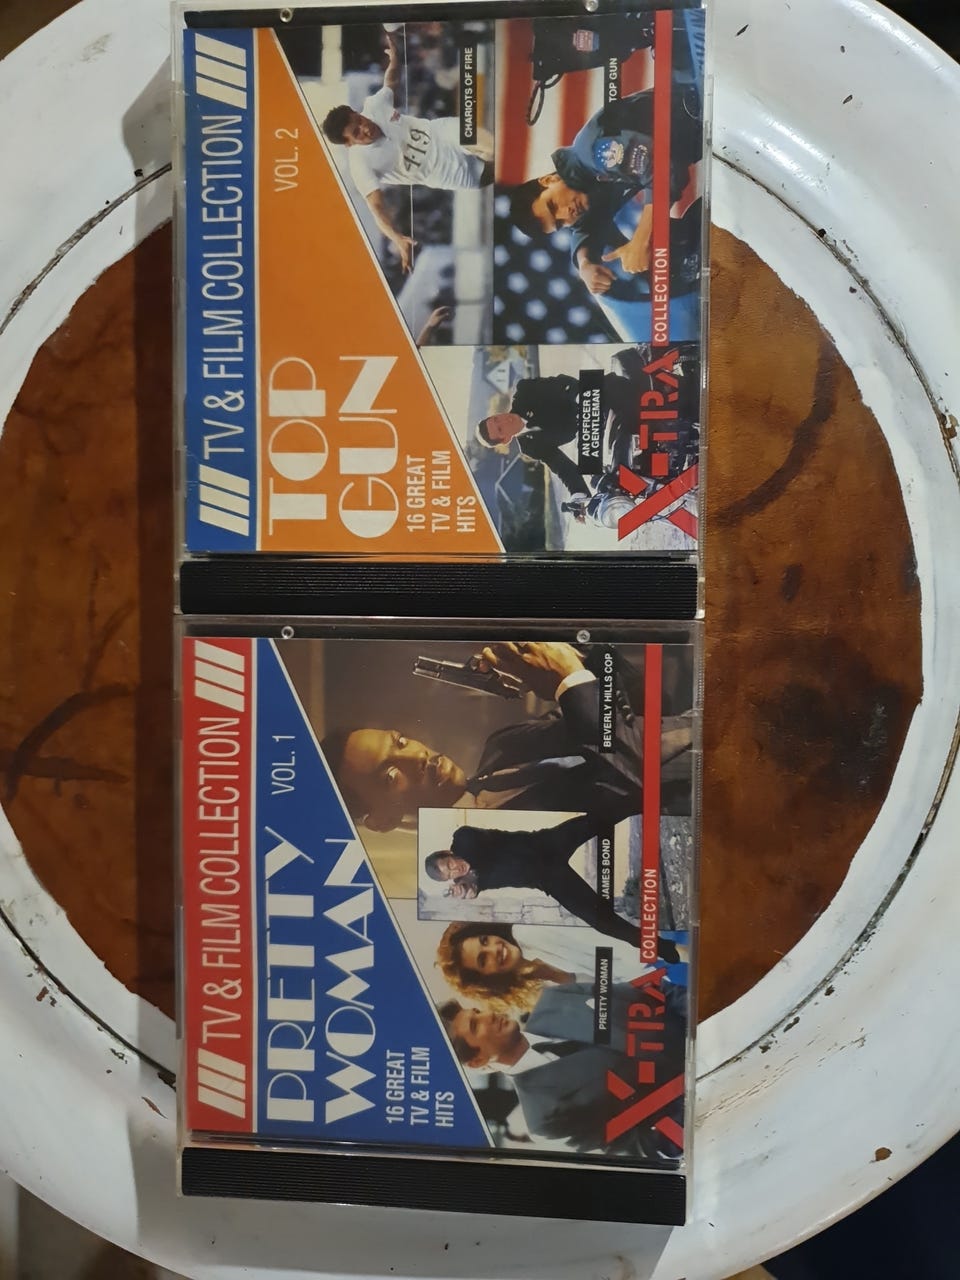 TV & FILM COLLECTION
VOL. 1
PRETTY
WOMAN
16 GREAT
TV & FILM
HITS
BEVERLY HILLS COP
JAMES BOND
PRETTY WOMAN
X-TRA COLLECTION
TV & FILM COLLECTION
VOL. 2
TOP
GUN
16 GREAT
TV & FILM
HITS
CHARIOTS OF FIRE
419
TOP GUN
AN OFFICER &
A GENTLEMAN
X-TRA COLLECTION